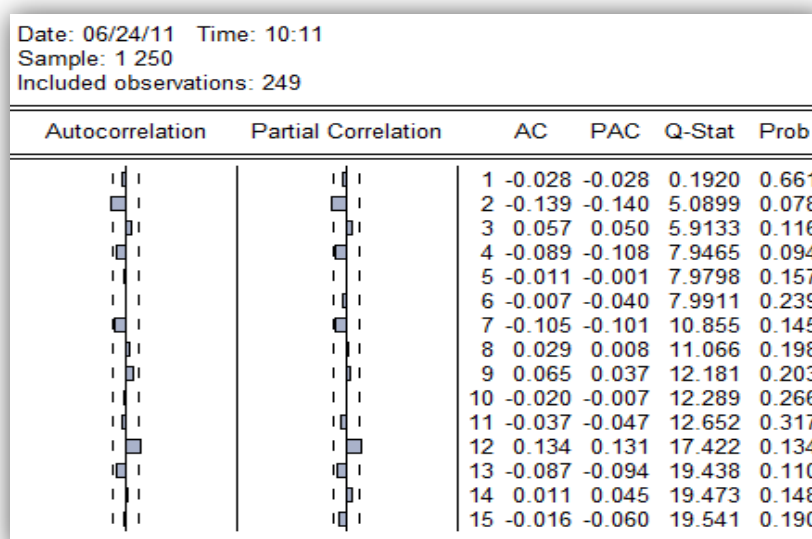 Date: 06/24/11 Time: 10:11
Sample: 1 250
Included observations: 249
Autocorrelation Partial Correlation AC PAC Q-Stat Prob
1 -0.028 -0.028 0.1920 0.661
2 -0.139 -0.140 5.0899 0.078
3 0.057 0.050 5.9133 0.116
4 -0.089 -0.108 7.9465 0.094
5 -0.011 -0.001 7.9798 0.157
6 -0.007 -0.040 7.9911 0.239
7 -0.105 -0.101 10.855 0.145
8 0.029 0.008 11.066 0.198
9 0.065 0.037 12.181 0.203
10 -0.020 -0.007 12.289 0.266
11 -0.037 -0.047 12.652 0.317
12 0.134 0.131 17.422 0.134
13 -0.087 -0.094 19.438 0.110
14 0.011 0.045 19.473 0.148
15 -0.016 -0.060 19.541 0.190